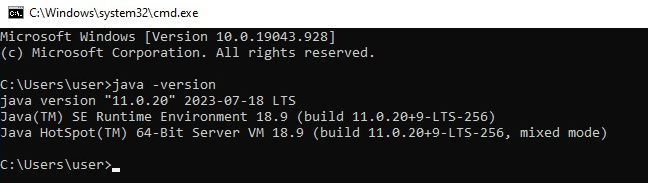 C:\Windows\system32\cmd.exe
Microsoft Windows [Version 10.0.19043.928]
(c) Microsoft Corporation. All rights reserved.
C:\Users\user>java -version
java version "11.0.20" 2023-07-18 LTS
Java(TM) SE Runtime Environment 18.9 (build 11.0.20+9-LTS-256)
Java HotSpot(TM) 64-Bit Server VM 18.9 (build 11.0.20+9-LTS-256, mixed mode)
C:\Users\user>